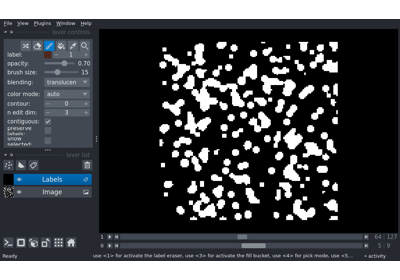 File View Plugins Window Help
layer controls
label: 1
opacity: 0.70
brush size: 15
blending: translucen
color mode: auto
contour: 0
n edit dim: 3
contiguous:
preserve
labels:
show
selected:
layer list
Labels
Image
1 64 127
0 5 9
Ready use <1> for activate the label eraser, use <3> for activate the fill bucket, use <4> for pick mode, use <5... activity